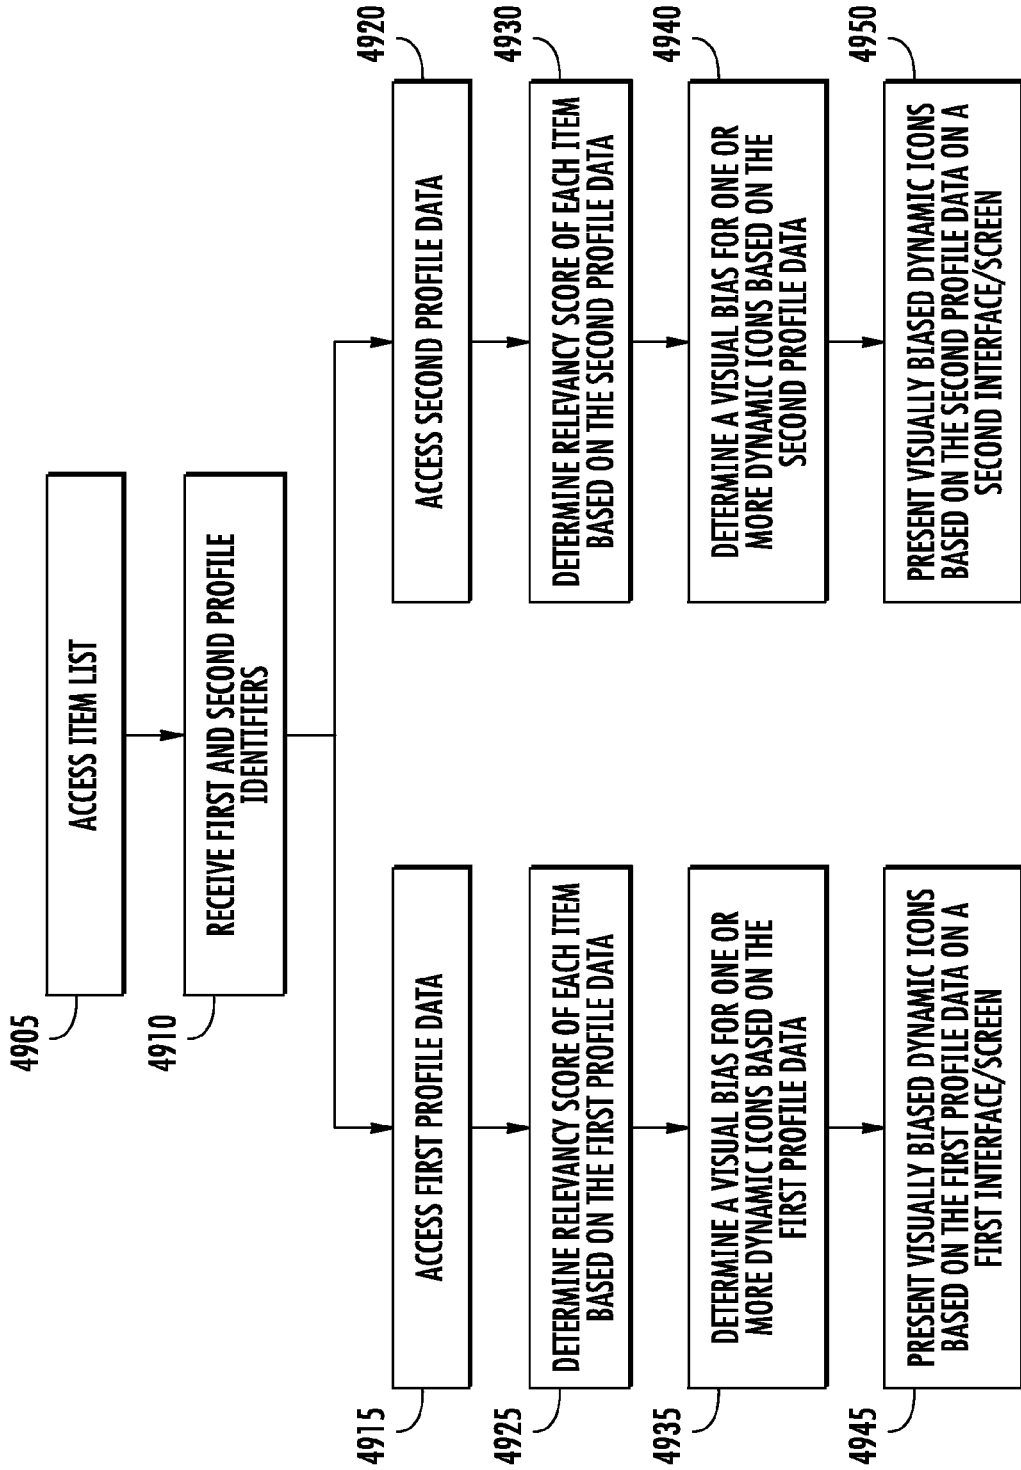 4905
ACCESS ITEM LIST
4910
RECEIVE FIRST AND SECOND PROFILE
IDENTIFIERS
4915
ACCESS FIRST PROFILE DATA
4920
ACCESS SECOND PROFILE DATA
4925
DETERMINE RELEVANCY SCORE OF EACH ITEM
BASED ON THE FIRST PROFILE DATA
4930
DETERMINE RELEVANCY SCORE OF EACH ITEM
BASED ON THE SECOND PROFILE DATA
4935
DETERMINE A VISUAL BIAS FOR ONE OR
MORE DYNAMIC ICONS BASED ON THE
FIRST PROFILE DATA
4940
DETERMINE A VISUAL BIAS FOR ONE OR
MORE DYNAMIC ICONS BASED ON THE
SECOND PROFILE DATA
4945
PRESENT VISUALLY BIASED DYNAMIC ICONS
BASED ON THE FIRST PROFILE DATA ON A
FIRST INTERFACE/SCREEN
4950
PRESENT VISUALLY BIASED DYNAMIC ICONS
BASED ON THE SECOND PROFILE DATA ON A
SECOND INTERFACE/SCREEN